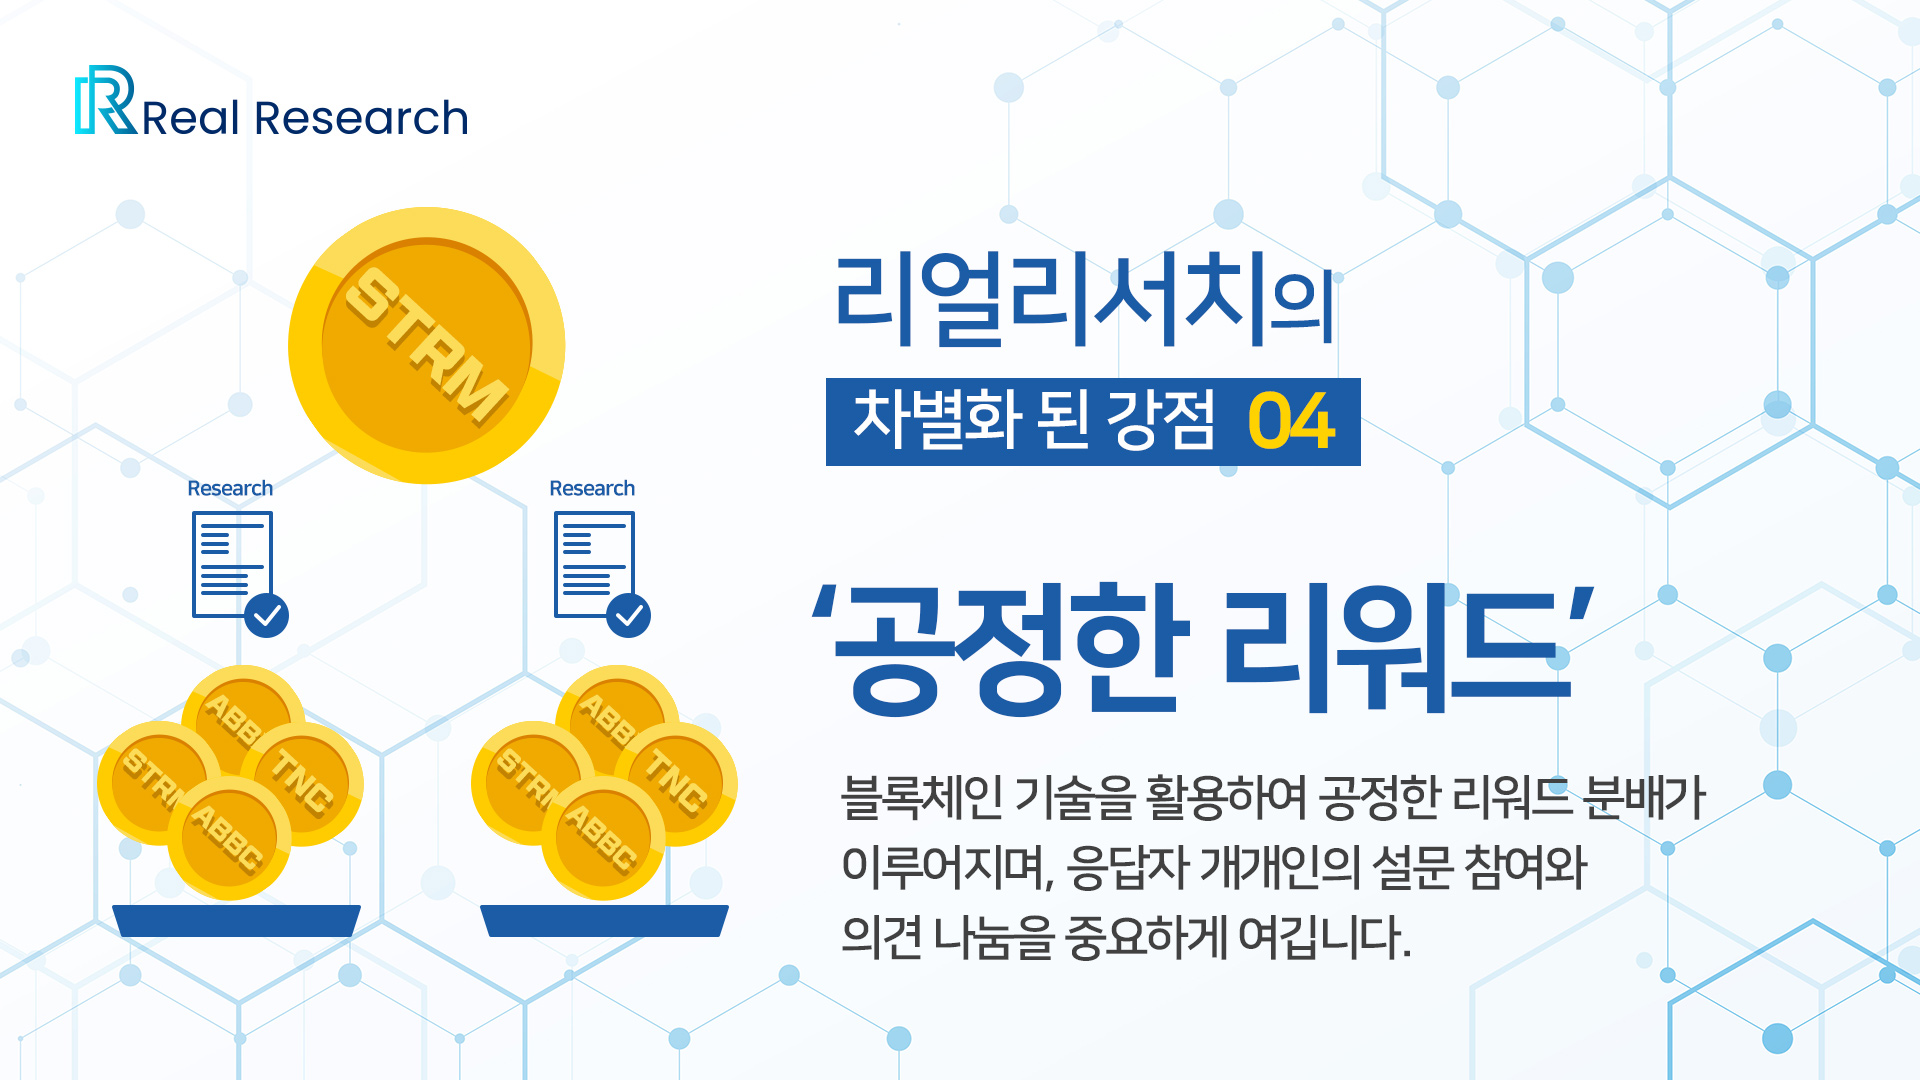 Real Research
STRM
Research
Research
ABB
STRM
TNC
ABBC
ABB
STRM
TNC
ABBC
리얼리서치의
차별화 된 강점 04
‘공정한 리워드’
블록체인 기술을 활용하여 공정한 리워드 분배가
이루어지며, 응답자 개개인의 설문 참여와
의견 나눔을 중요하게 여깁니다.